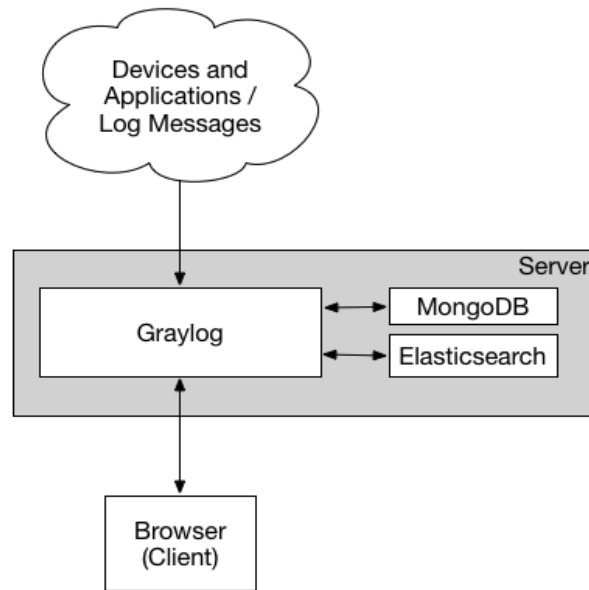 Devices and
Applications /
Log Messages
Server
Graylog
MongoDB
Elasticsearch
Browser
(Client)